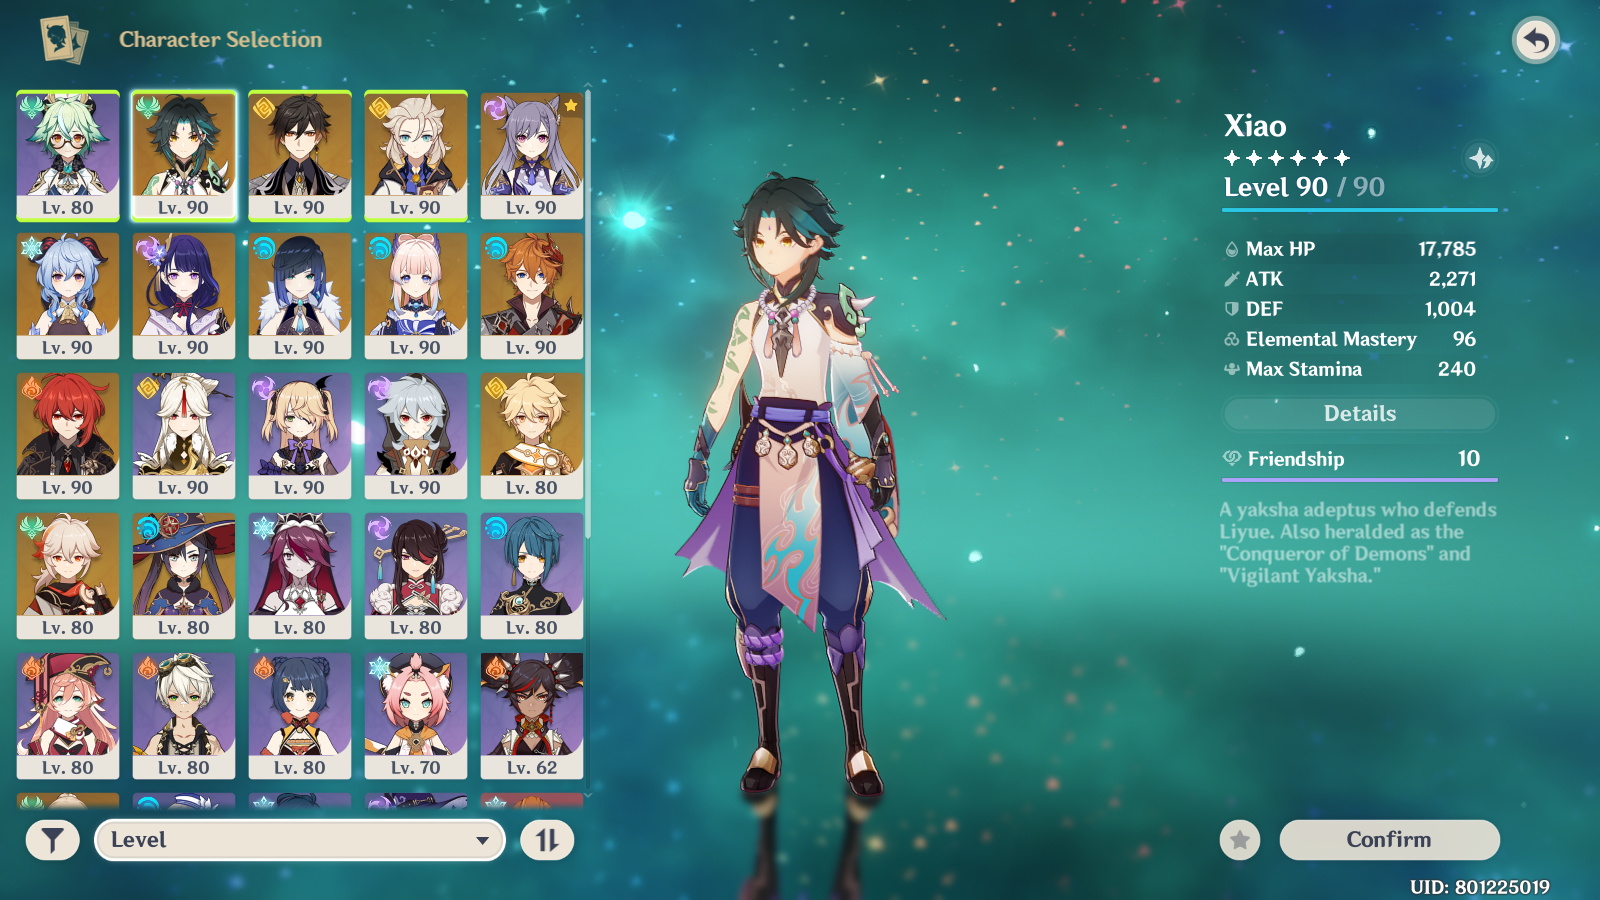 Character Selection
Lv. 80
Lv. 90
Lv. 90
Lv. 90
Lv. 90
Lv. 90
Lv. 90
Lv. 90
Lv. 90
Lv. 90
Lv. 90
Lv. 90
Lv. 90
Lv. 90
Lv. 80
Lv. 80
Lv. 80
Lv. 80
Lv. 80
Lv. 80
Lv. 80
Lv. 80
Lv. 80
Lv. 70
Lv. 62
Level
Xiao
Level 90 / 90
Max HP 17,785
ATK 2,271
DEF 1,004
Elemental Mastery 96
Max Stamina 240
Details
Friendship 10
A yaksha adeptus who defends
Liyue. Also heralded as the
"Conqueror of Demons" and
"Vigilant Yaksha."
Confirm
UID: 801225019